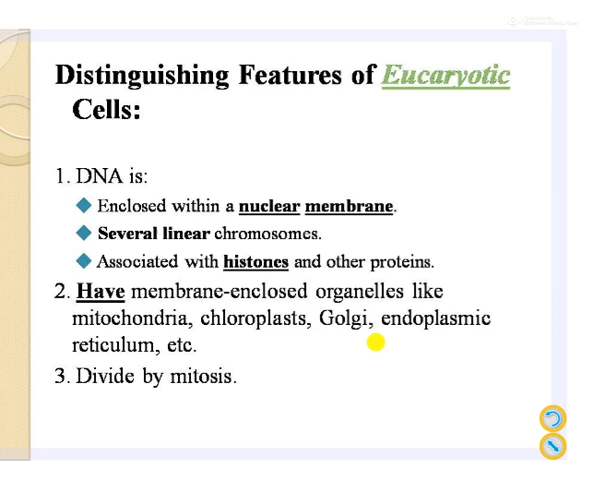 Distinguishing Features of Eucaryotic
Cells:
1. DNA is:
Enclosed within a nuclear membrane.
Several linear chromosomes.
Associated with histones and other proteins.
2. Have membrane-enclosed organelles like
mitochondria, chloroplasts, Golgi, endoplasmic
reticulum, etc.
3. Divide by mitosis.